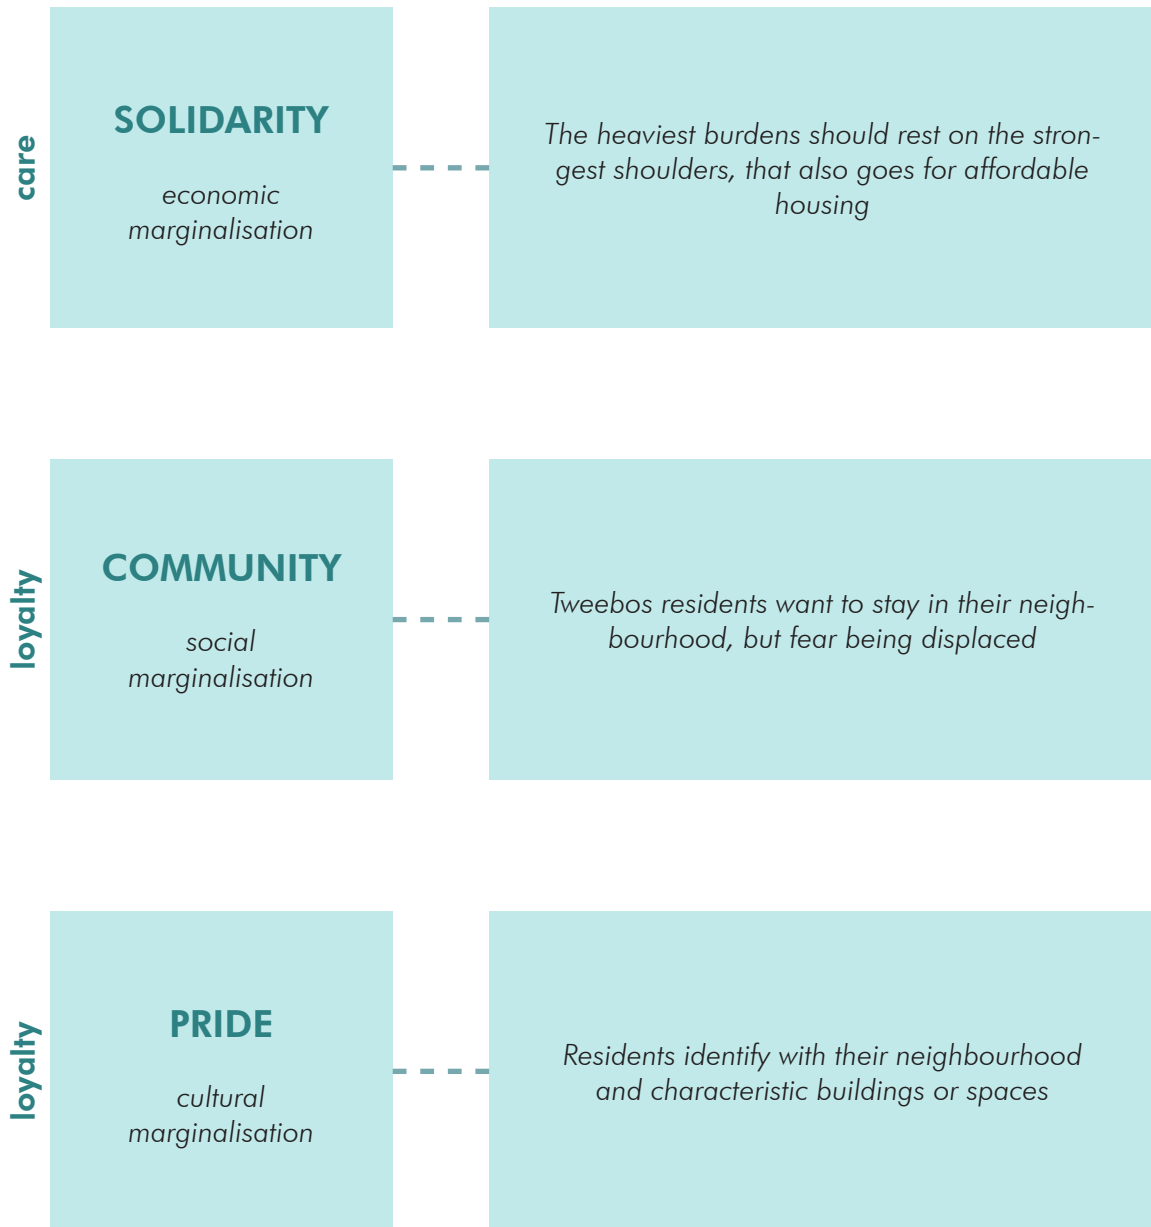 care
SOLIDARITY
economic
marginalisation
The heaviest burdens should rest on the stron-
gest shoulders, that also goes for affordable
housing
loyalty
COMMUNITY
social
marginalisation
Tweebos residents want to stay in their neigh-
bourhood, but fear being displaced
loyalty
PRIDE
cultural
marginalisation
Residents identify with their neighbourhood
and characteristic buildings or spaces